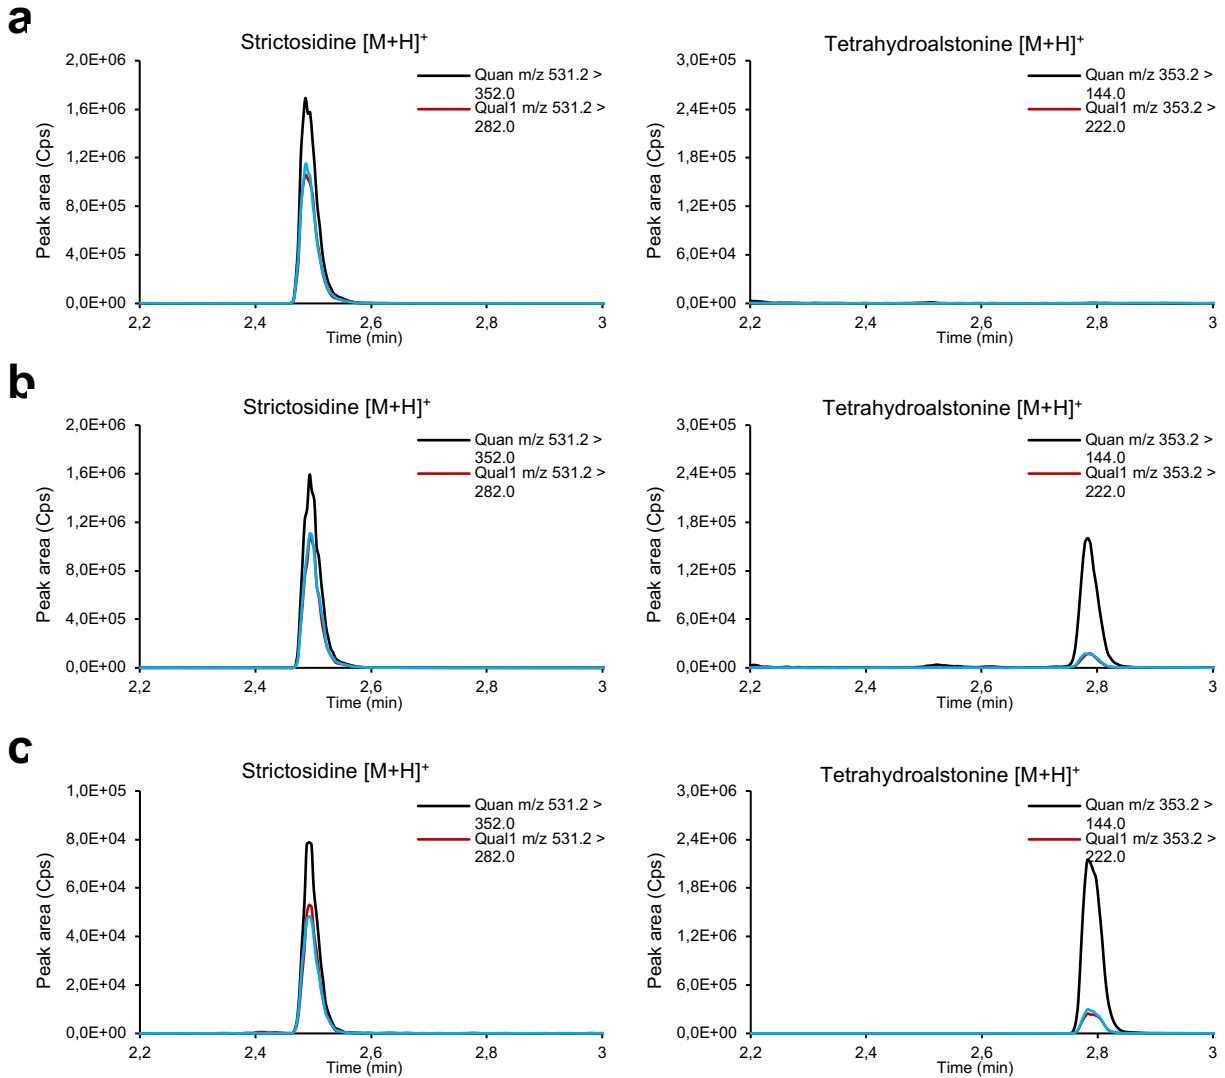 a
Strictosidine [M+H]+
2,0E+06
1,6E+06
1,2E+06
8,0E+05
4,0E+05
0,0E+00
Peak area (Cps)
Quan m/z 531.2 >
352.0
Qual1 m/z 531.2 >
282.0
2,2 2,4 2,6 2,8 3
Time (min)
Tetrahydroalstonine [M+H]+
3,0E+05
2,4E+05
1,8E+05
1,2E+05
6,0E+04
0,0E+00
Peak area (Cps)
Quan m/z 353.2 >
144.0
Qual1 m/z 353.2 >
222.0
2,2 2,4 2,6 2,8 3
Time (min)
b
Strictosidine [M+H]+
2,0E+06
1,6E+06
1,2E+06
8,0E+05
4,0E+05
0,0E+00
Peak area (Cps)
Quan m/z 531.2 >
352.0
Qual1 m/z 531.2 >
282.0
2,2 2,4 2,6 2,8 3
Time (min)
Tetrahydroalstonine [M+H]+
3,0E+05
2,4E+05
1,8E+05
1,2E+05
6,0E+04
0,0E+00
Peak area (Cps)
Quan m/z 353.2 >
144.0
Qual1 m/z 353.2 >
222.0
2,2 2,4 2,6 2,8 3
Time (min)
c
Strictosidine [M+H]+
1,0E+05
8,0E+04
6,0E+04
4,0E+04
2,0E+04
0,0E+00
Peak area (Cps)
Quan m/z 531.2 >
352.0
Qual1 m/z 531.2 >
282.0
2,2 2,4 2,6 2,8 3
Time (min)
Tetrahydroalstonine [M+H]+
3,0E+06
2,4E+06
1,8E+06
1,2E+06
6,0E+05
0,0E+00
Peak area (Cps)
Quan m/z 353.2 >
144.0
Qual1 m/z 353.2 >
222.0
2,2 2,4 2,6 2,8 3
Time (min)